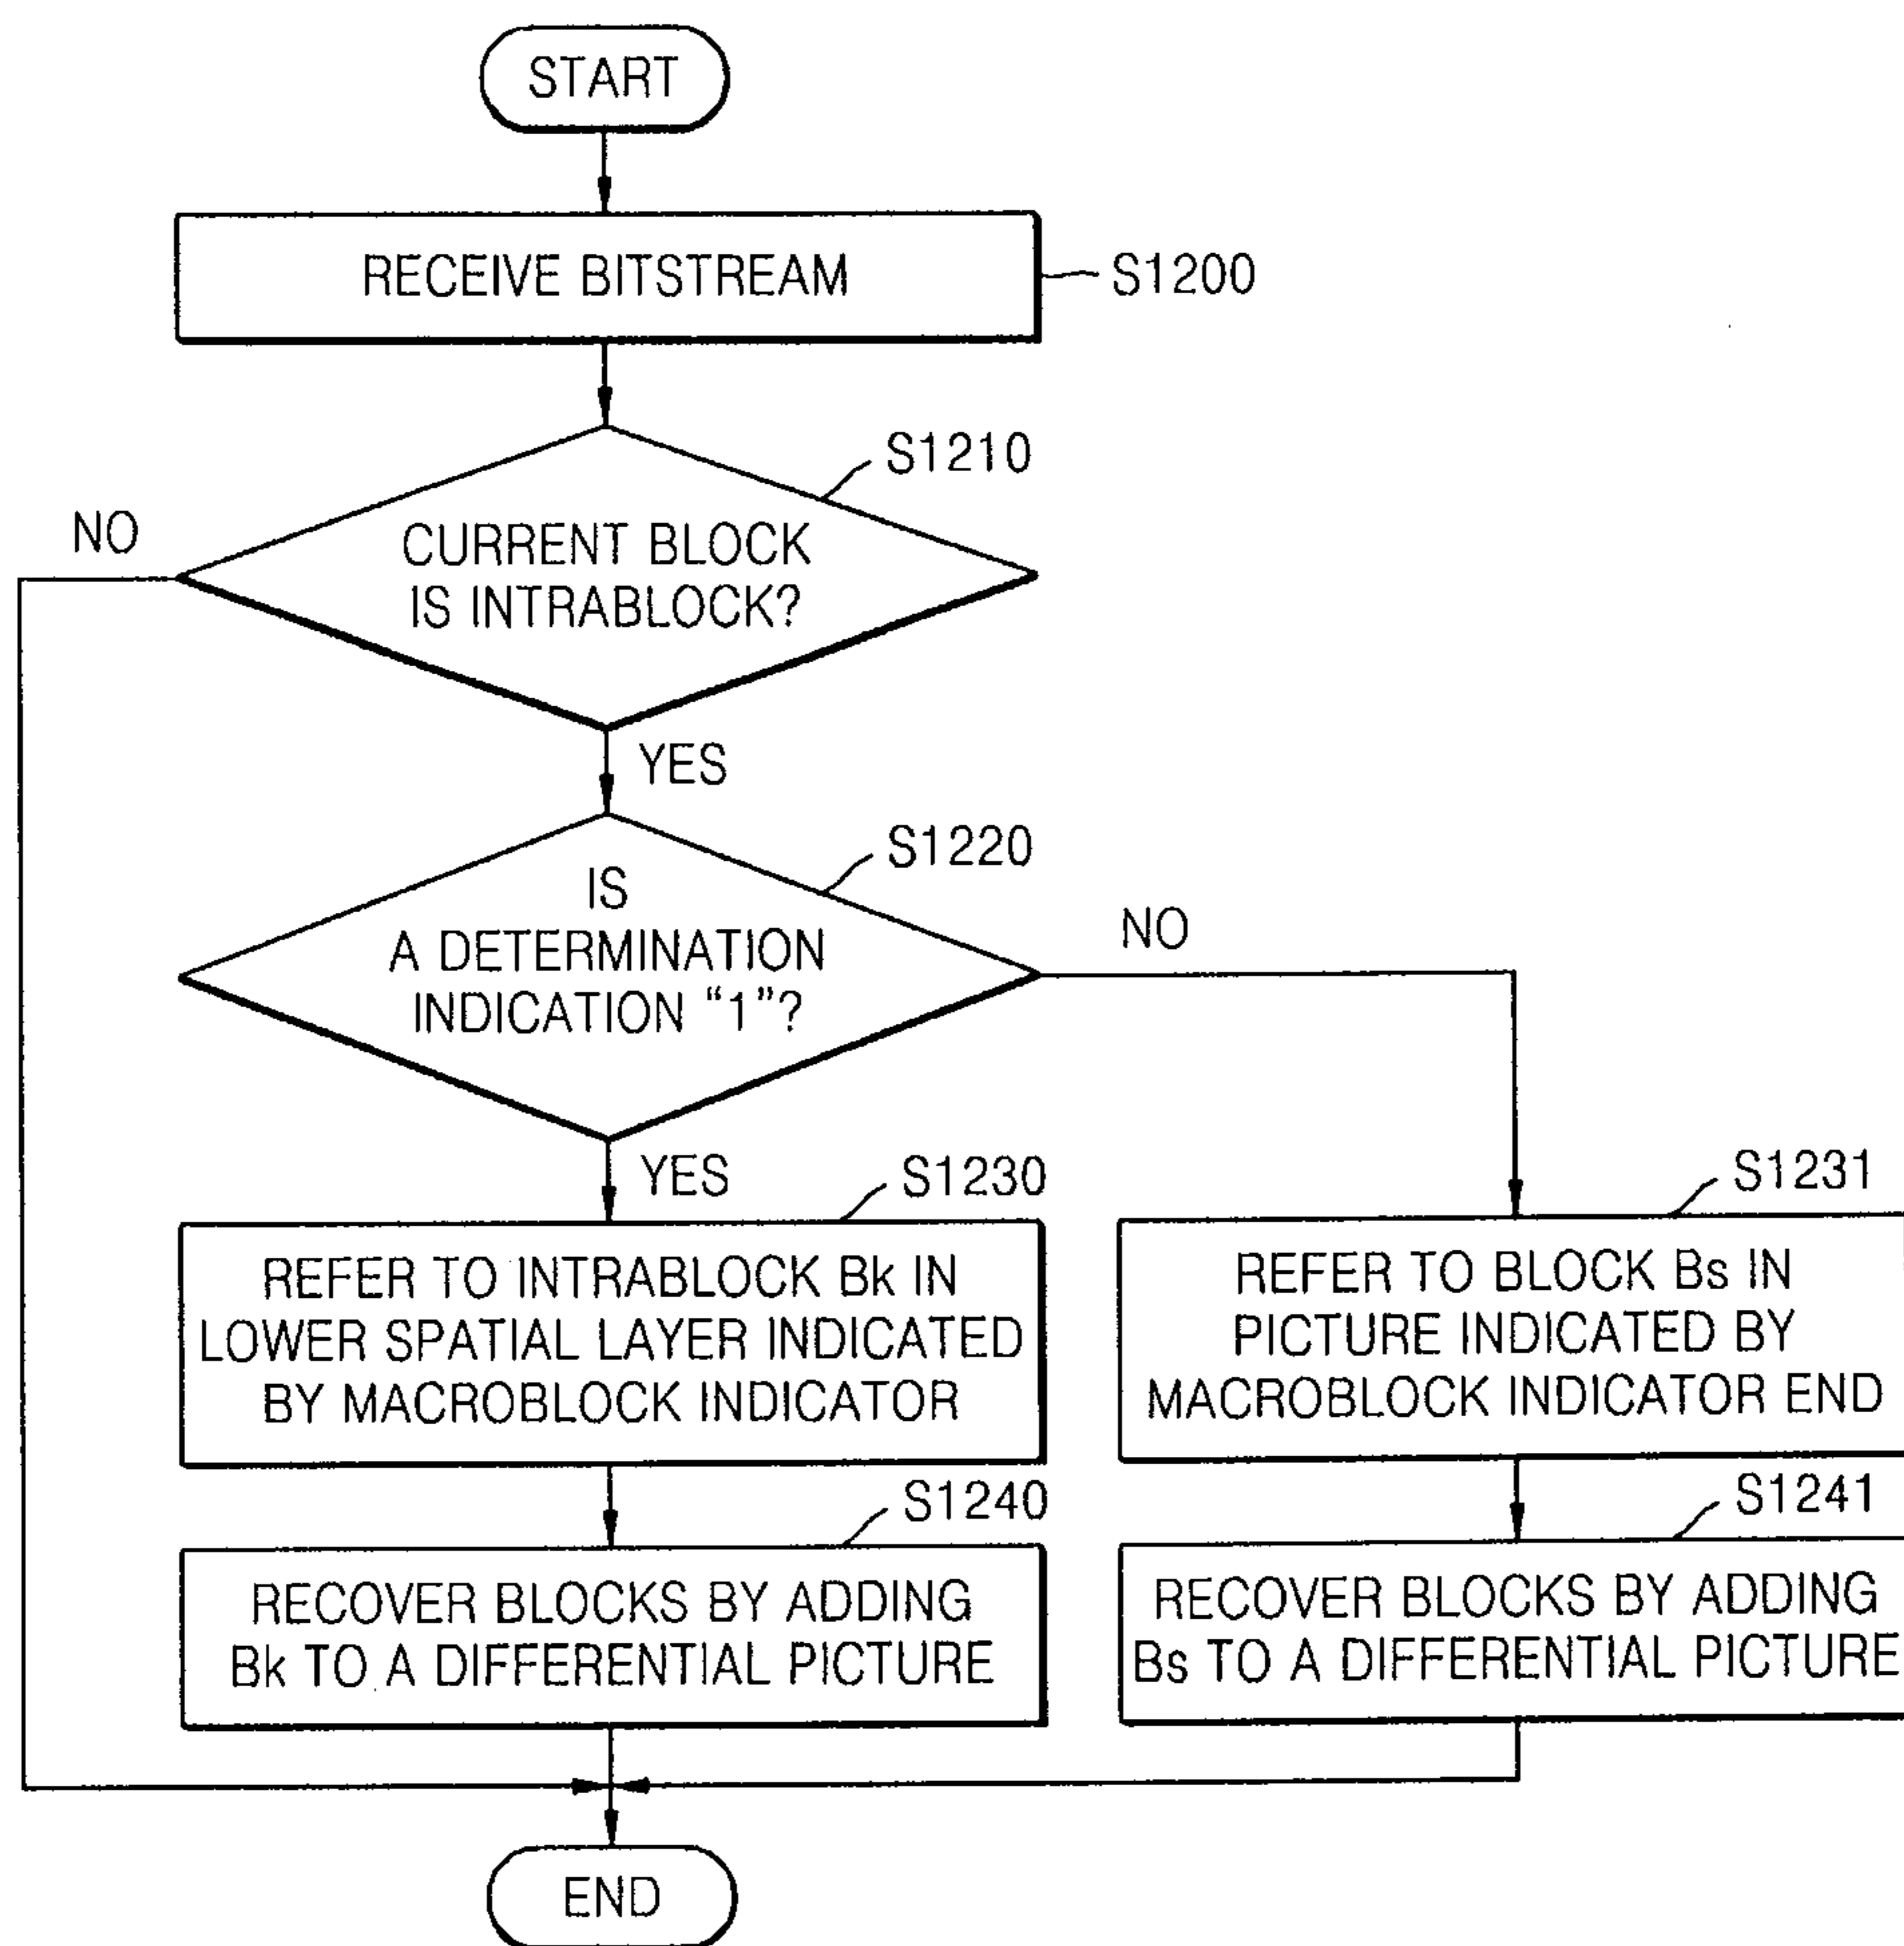 START
RECEIVE BITSTREAM
S1200
S1210
NO
CURRENT BLOCK
IS INTRABLOCK?
YES
S1220
IS
A DETERMINATION
INDICATION “1”?
NO
YES
S1230
S1231
REFER TO INTRABLOCK Bk IN
LOWER SPATIAL LAYER INDICATED
BY MACROBLOCK INDICATOR
REFER TO BLOCK Bs IN
PICTURE INDICATED BY
MACROBLOCK INDICATOR END
S1240
S1241
RECOVER BLOCKS BY ADDING
Bk TO A DIFFERENTIAL PICTURE
RECOVER BLOCKS BY ADDING
Bs TO A DIFFERENTIAL PICTURE
END